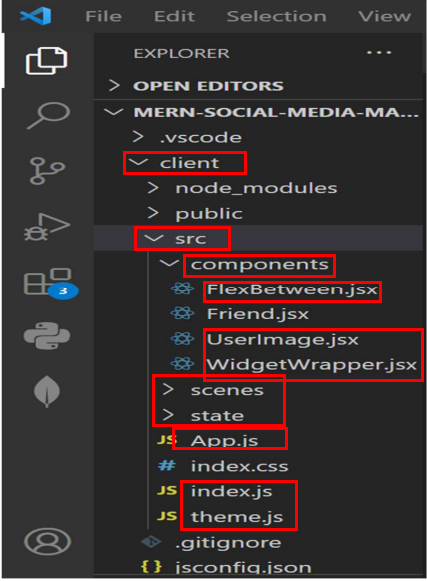 File Edit Selection View
EXPLORER ...
> OPEN EDITORS
MERN-SOCIAL-MEDIA-MA...
> .vscode
client
> node_modules
> public
src
components
FlexBetween.jsx
Friend.jsx
UserImage.jsx
WidgetWrapper.jsx
> scenes
> state
JS App.js
# index.css
JS index.js
JS theme.js
3
.gitignore
{} jsconfig.json